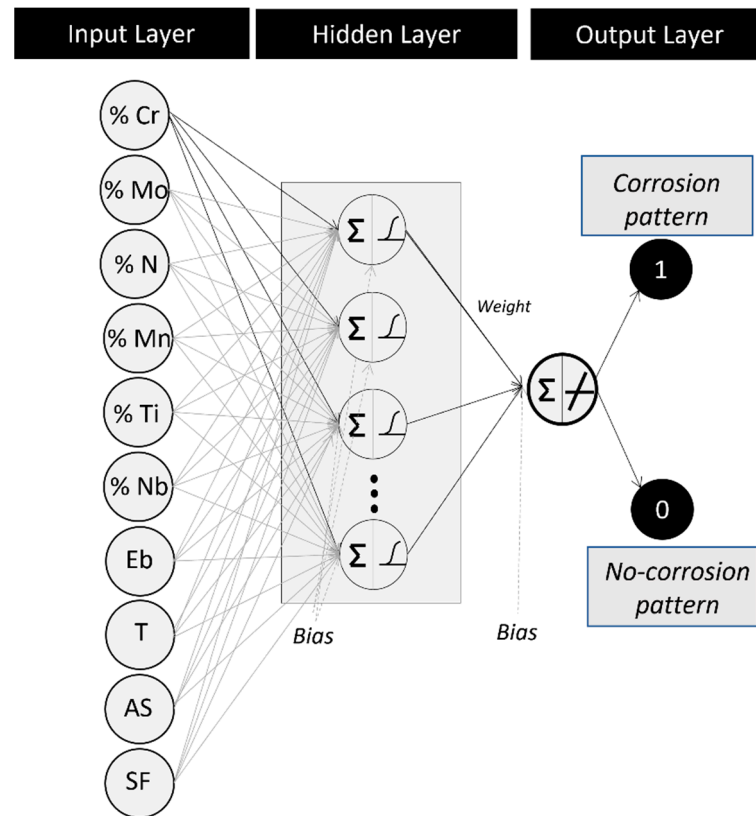 Input Layer
Hidden Layer
Output Layer
% Cr
% Mo
% N
% Mn
% Ti
% Nb
Eb
T
AS
SF
Σ
Σ
Σ
Σ
Bias
Weight
Bias
Σ
Corrosion
pattern
1
0
No-corrosion
pattern